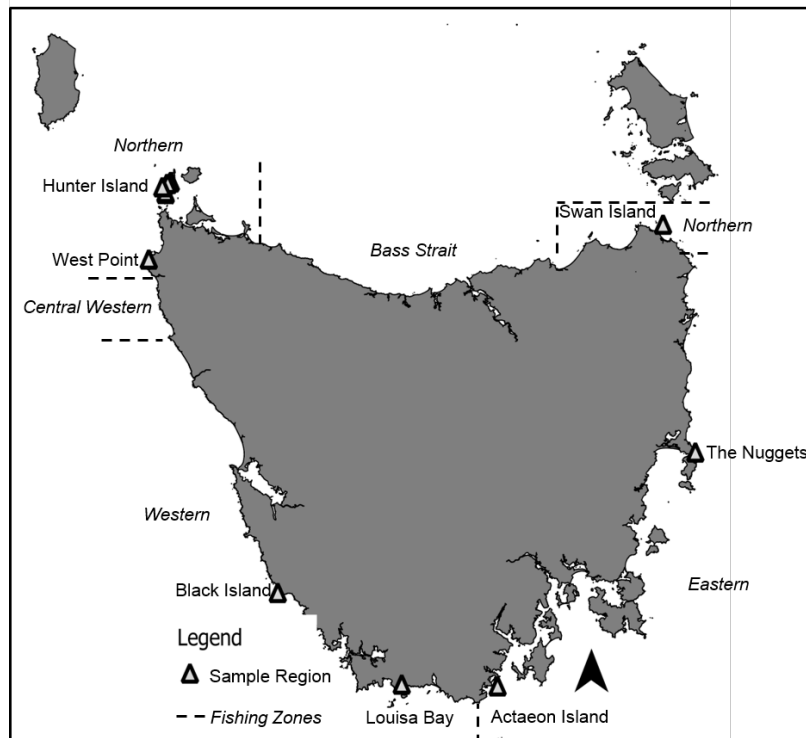 Northern
Hunter Island
Swan Island
Northern
Bass Strait
West Point
Central Western
The Nuggets
Western
Eastern
Black Island
Legend
Sample Region
Fishing Zones
Louisa Bay
Actaeon Island